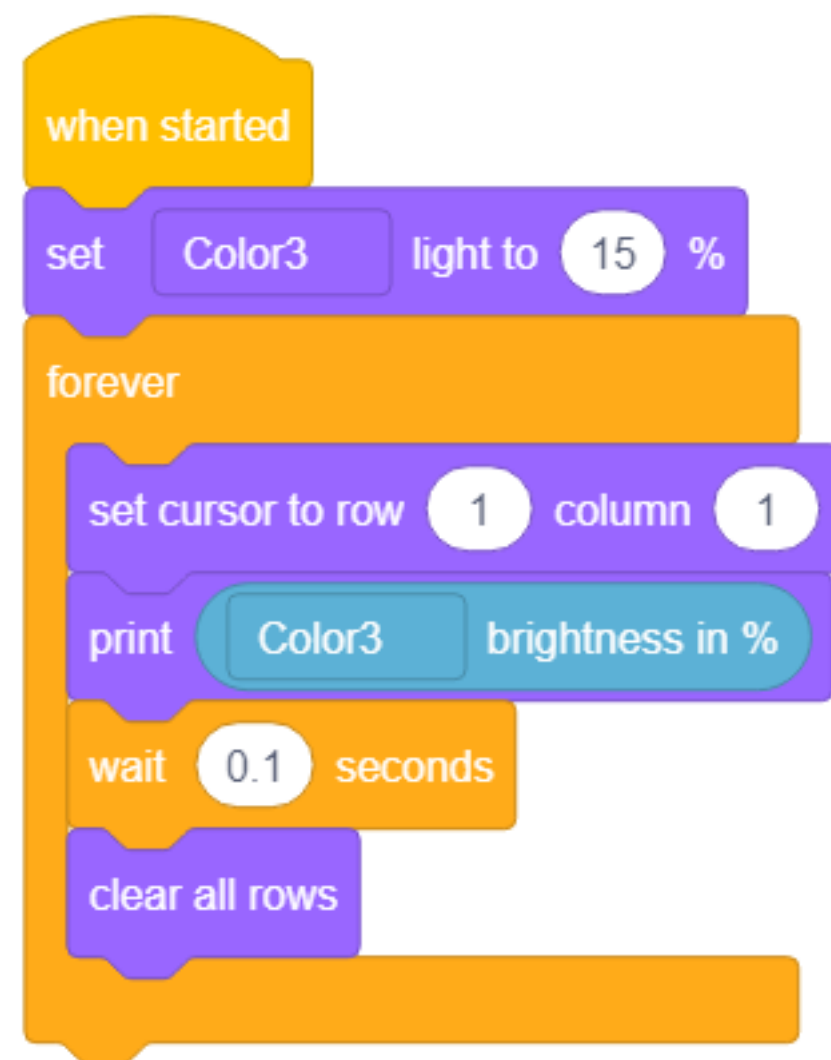 when started
set Color3 light to 15 %
forever
set cursor to row 1 column 1
print Color3 brightness in %
wait 0.1 seconds
clear all rows